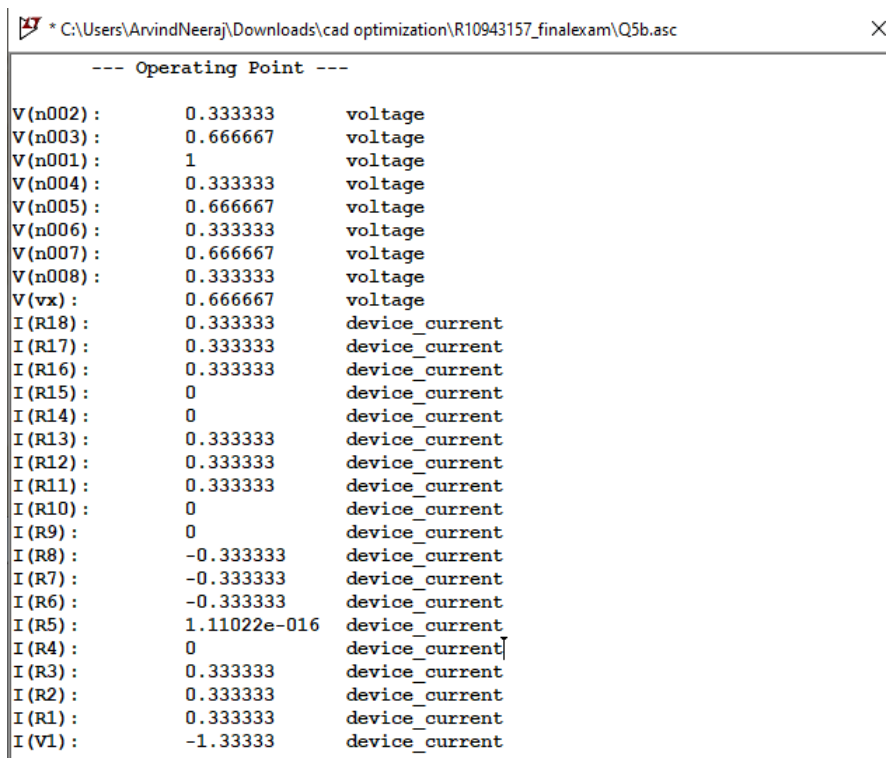 * C:\Users\ArvindNeeraj\Downloads\cad optimization\R10943157_finalexam\Q5b.asc
--- Operating Point ---
V(n002): 0.333333 voltage
V(n003): 0.666667 voltage
V(n001): 1 voltage
V(n004): 0.333333 voltage
V(n005): 0.666667 voltage
V(n006): 0.333333 voltage
V(n007): 0.666667 voltage
V(n008): 0.333333 voltage
V(vx): 0.666667 voltage
I(R18): 0.333333 device_current
I(R17): 0.333333 device_current
I(R16): 0.333333 device_current
I(R15): 0 device_current
I(R14): 0 device_current
I(R13): 0.333333 device_current
I(R12): 0.333333 device_current
I(R11): 0.333333 device_current
I(R10): 0 device_current
I(R9): 0 device_current
I(R8): -0.333333 device_current
I(R7): -0.333333 device_current
I(R6): -0.333333 device_current
I(R5): 1.11022e-016 device_current
I(R4): 0 device_current
I(R3): 0.333333 device_current
I(R2): 0.333333 device_current
I(R1): 0.333333 device_current
I(V1): -1.33333 device_current